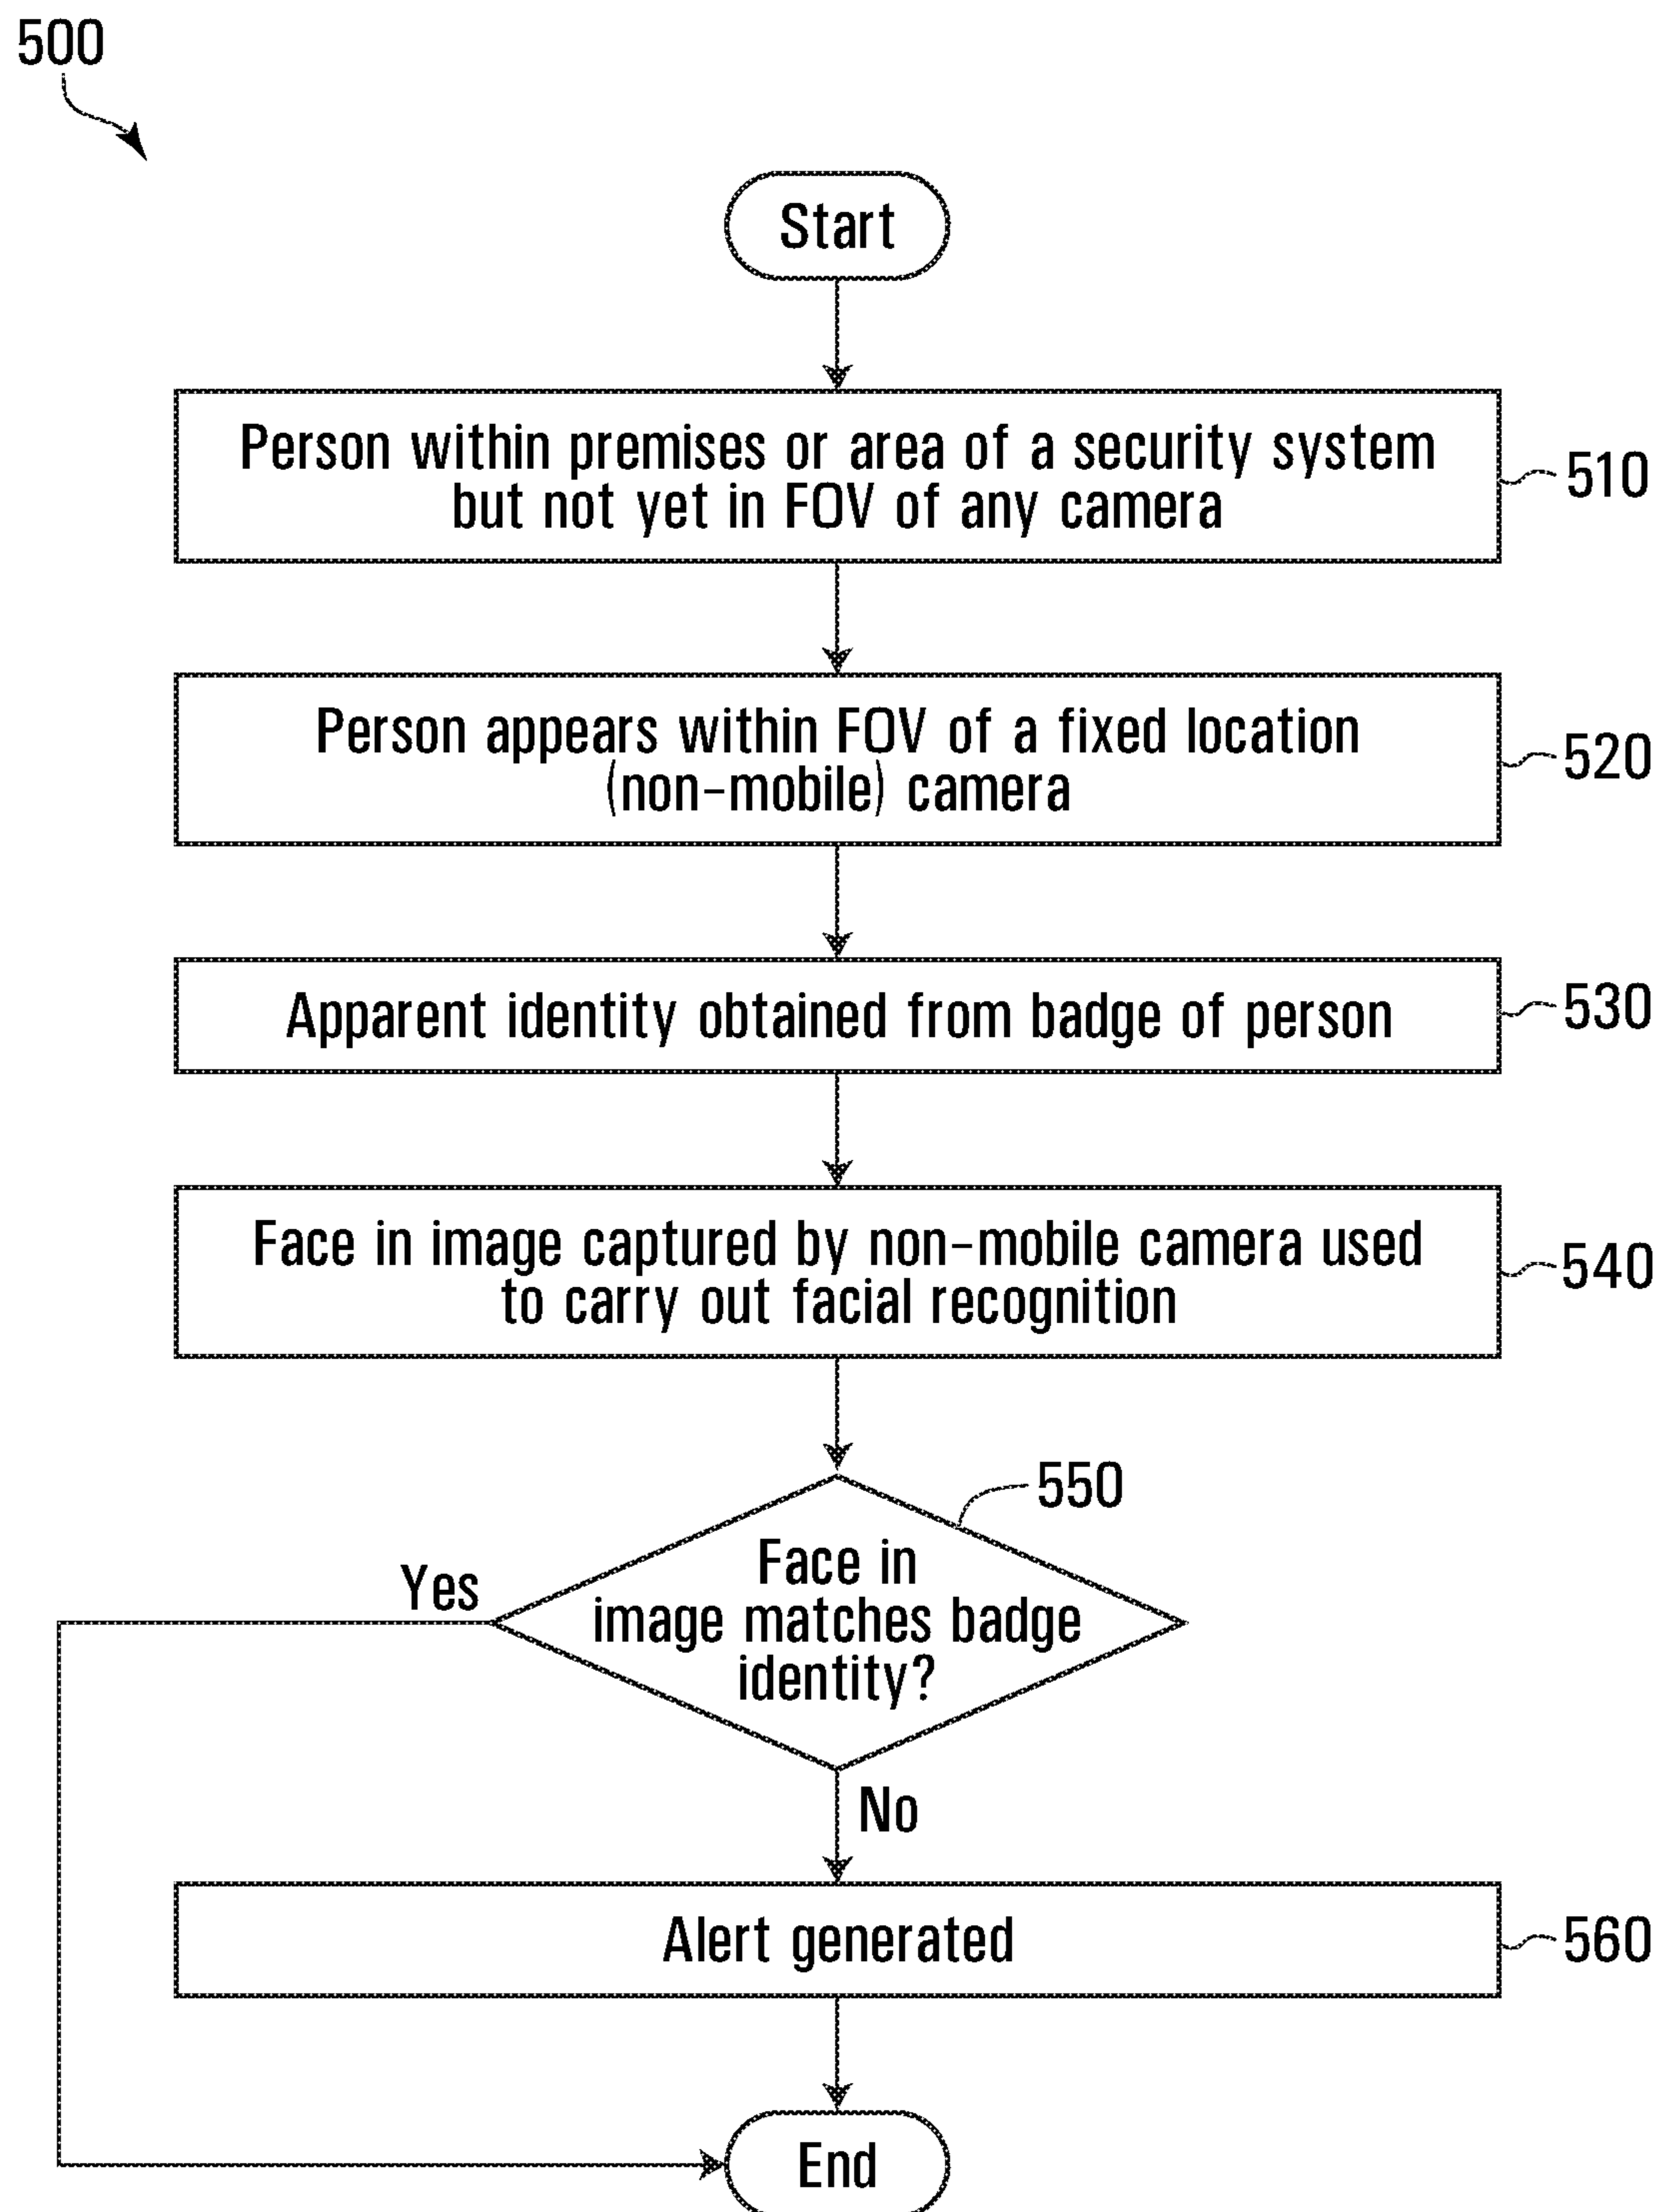 500
Start
Person within premises or area of a security system
but not yet in FOV of any camera
510
Person appears within FOV of a fixed location
(non-mobile) camera
520
Apparent identity obtained from badge of person
530
Face in image captured by non-mobile camera used
to carry out facial recognition
540
550
Face in
image matches badge
identity?
Yes
No
Alert generated
560
End